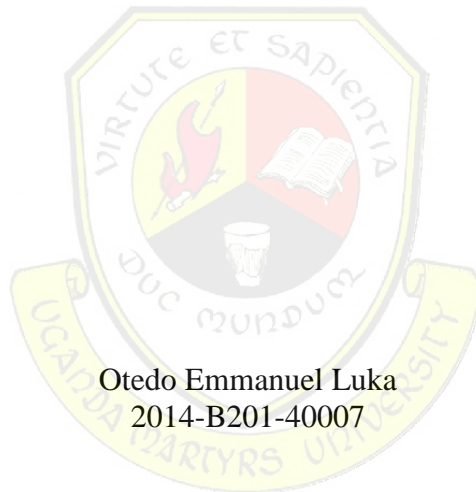 VIRTUTE ET SAPIENTIA
DUC MUNDUM
Otedo Emmanuel Luka
2014-B201-40007
UGANDA MARTYRS UNIVERSITY